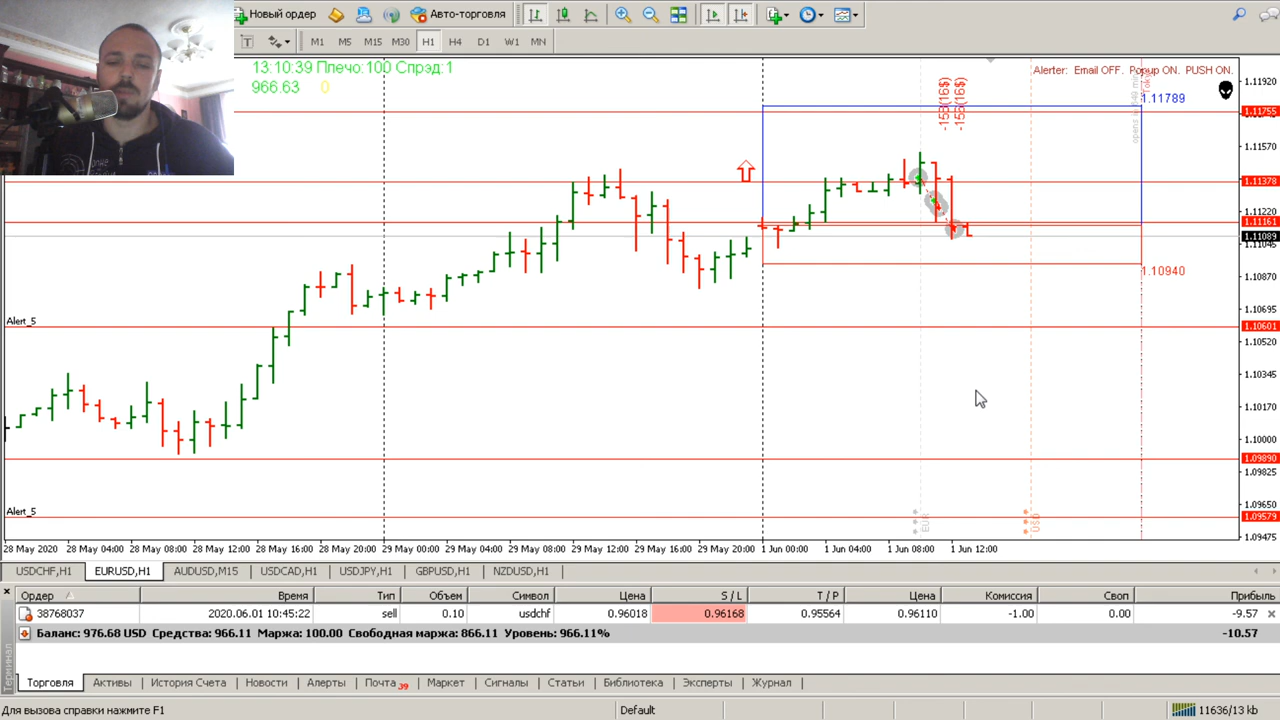 Новый ордер Авто-торговля
T M1 M5 M15 M30 H1 H4 D1 W1 MN
13:10:39 Плечо:100 Спрэд:1
966.63 0
Alerter: Email OFF. Popup ON. PUSH ON.
-153(16$)
-153(16$)
1.11789
1.10940
Alert_5
Alert_5
EUR
USD
1.11920
1.11755
1.11570
1.11378
1.11220
1.11161
1.11089
1.11045
1.10870
1.10695
1.10601
1.10520
1.10345
1.10170
1.10000
1.09890
1.09825
1.09650
1.09579
1.09475
28 May 2020 28 May 04:00 28 May 08:00 28 May 12:00 28 May 16:00 28 May 20:00 29 May 00:00 29 May 04:00 29 May 08:00 29 May 12:00 29 May 16:00 29 May 20:00 1 Jun 00:00 1 Jun 04:00 1 Jun 08:00 1 Jun 12:00
USDCHF,H1 EURUSD,H1 AUDUSD,M15 USDCAD,H1 USDJPY,H1 GBPUSD,H1 NZDUSD,H1
Ордер Время Тип Объем Символ Цена S / L T / P Цена Комиссия Своп Прибыль
38768037 2020.06.01 10:45:22 sell 0.10 usdchf 0.96018 0.96168 0.95564 0.96110 -1.00 0.00 -9.57
Баланс: 976.68 USD Средства: 966.11 Маржа: 100.00 Свободная маржа: 866.11 Уровень: 966.11% -10.57
Терминал
Торговля Активы История Счета Новости Алерты Почта 39 Маркет Сигналы Статьи Библиотека Эксперты Журнал
Для вызова справки нажмите F1 Default 11636/13 kb